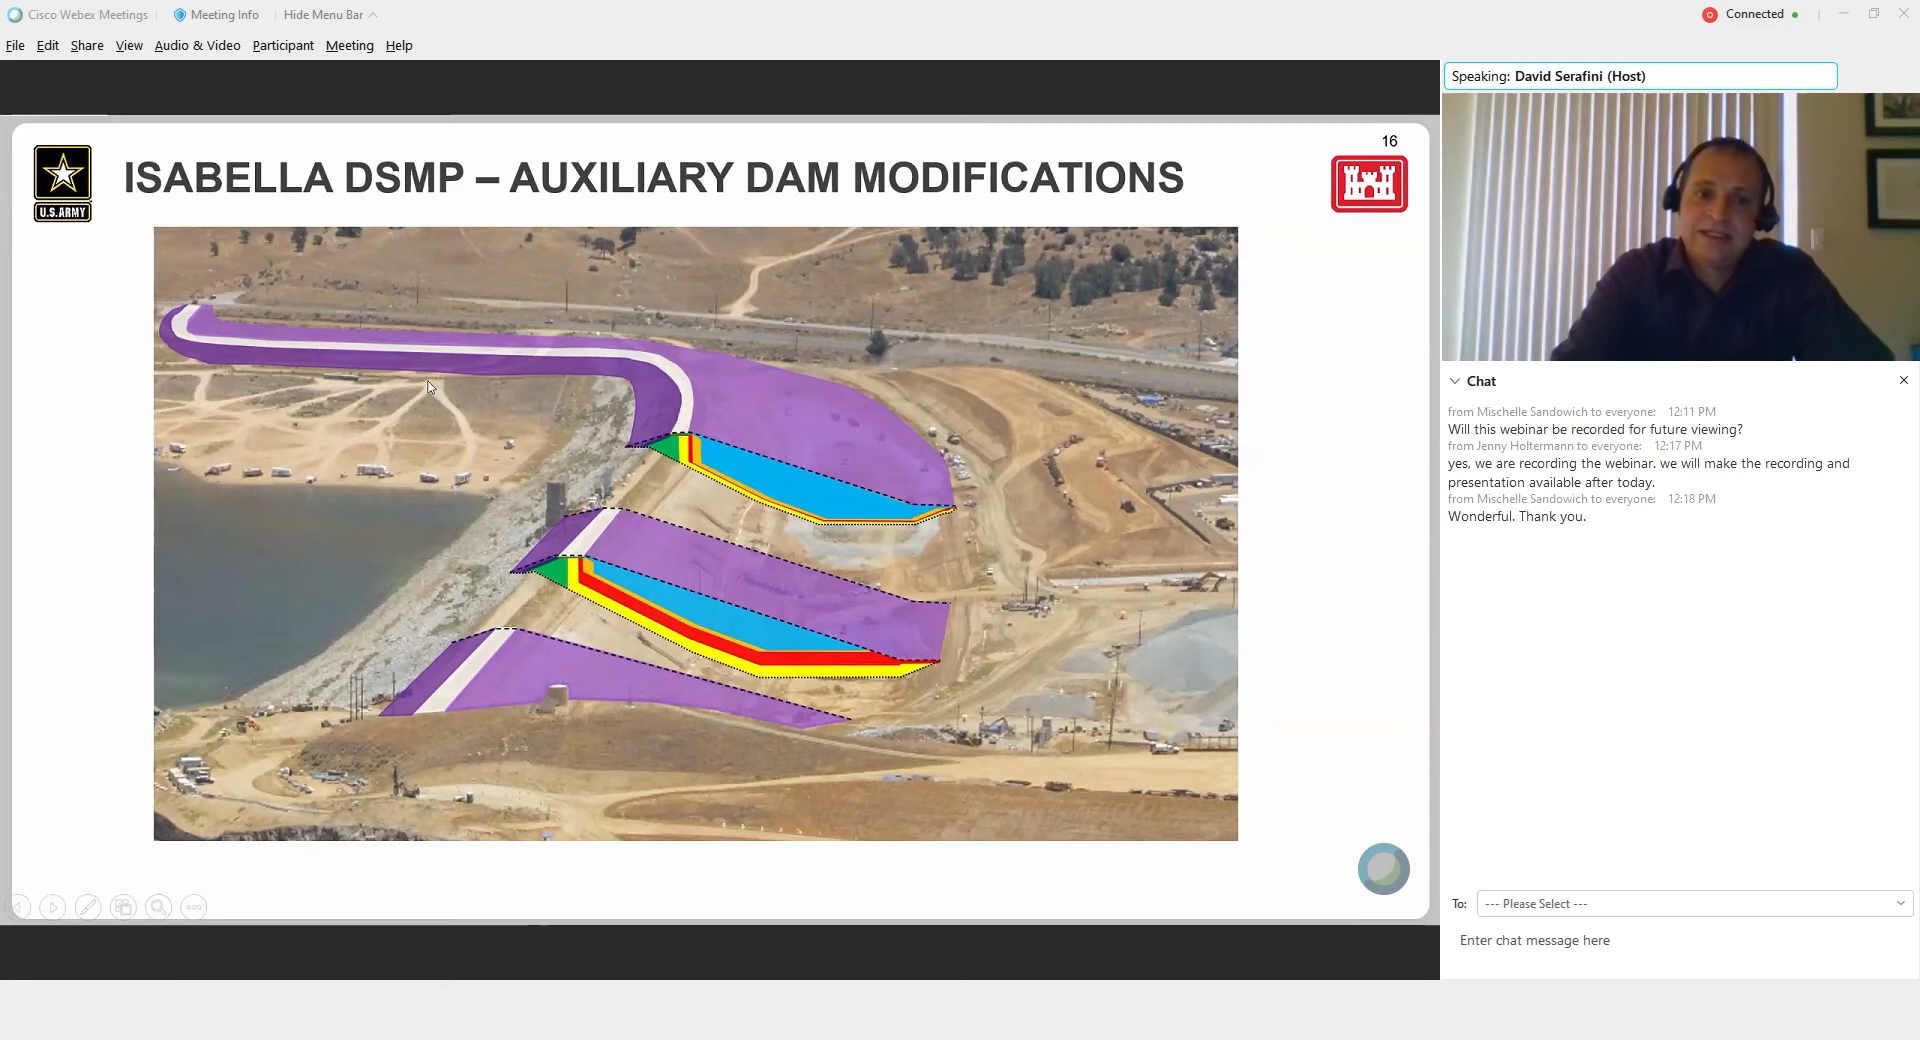 Cisco Webex Meetings
Meeting Info
Hide Menu Bar
Connected
File Edit Share View Audio & Video Participant Meeting Help
Speaking: David Serafini (Host)
16
U.S.ARMY
ISABELLA DSMP – AUXILIARY DAM MODIFICATIONS
Chat
from Mischelle Sandowich to everyone: 12:11 PM
Will this webinar be recorded for future viewing?
from Jenny Holtermann to everyone: 12:17 PM
yes, we are recording the webinar. we will make the recording and
presentation available after today.
from Mischelle Sandowich to everyone: 12:18 PM
Wonderful. Thank you.
To: --- Please Select ---
Enter chat message here